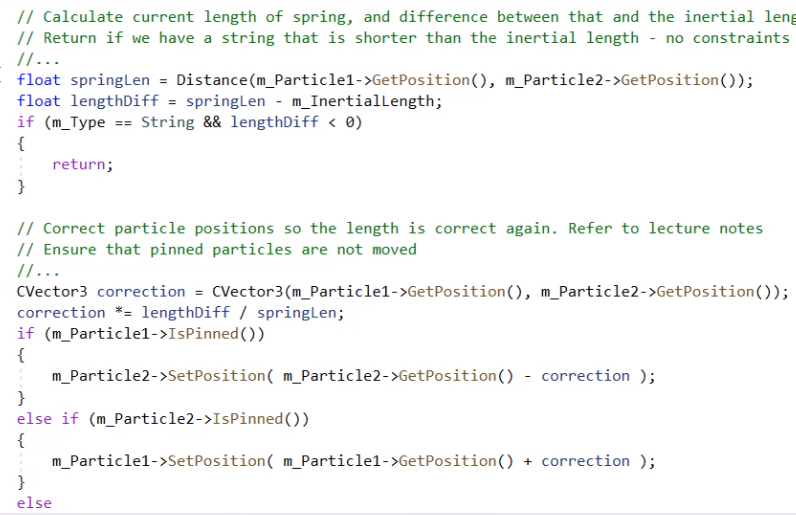 // Calculate current length of spring, and difference between that and the inertial leng
// Return if we have a string that is shorter than the inertial length - no constraints
//...
float springLen = Distance(m_Particle1->GetPosition(), m_Particle2->GetPosition());
float lengthDiff = springLen - m_InertialLength;
if (m_Type == String && lengthDiff < 0)
{
    return;
}

// Correct particle positions so the length is correct again. Refer to lecture notes
// Ensure that pinned particles are not moved
//...
CVector3 correction = CVector3(m_Particle1->GetPosition(), m_Particle2->GetPosition());
correction *= lengthDiff / springLen;
if (m_Particle1->IsPinned())
{
    m_Particle2->SetPosition( m_Particle2->GetPosition() - correction );
}
else if (m_Particle2->IsPinned())
{
    m_Particle1->SetPosition( m_Particle1->GetPosition() + correction );
}
else